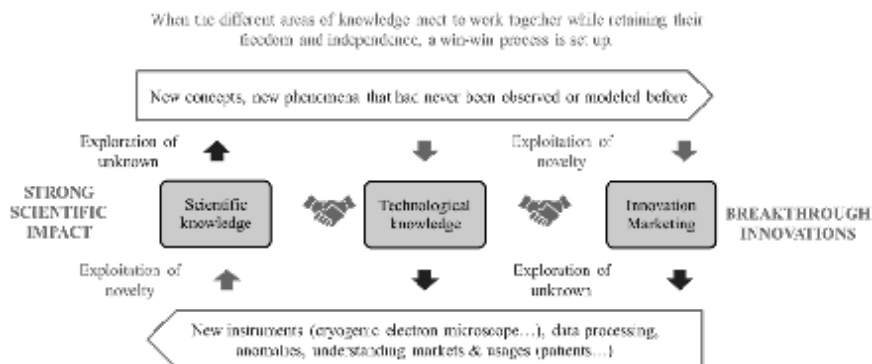 When the different areas of knowledge meet to work together while retaining their
freedom and independence, a win-win process is set up.
New concepts, new phenomena that had never been observed or modeled before
Exploration of
unknown
Exploitation of
novelty
STRONG
SCIENTIFIC
IMPACT
Scientific
knowledge
Technological
knowledge
Innovation
Marketing
BREAKTHROUGH
INNOVATIONS
Exploitation of
novelty
Exploration of
unknown
New instruments (cryogenic electron microscope...), data processing,
anomalies, understanding markets & usages (patients...)